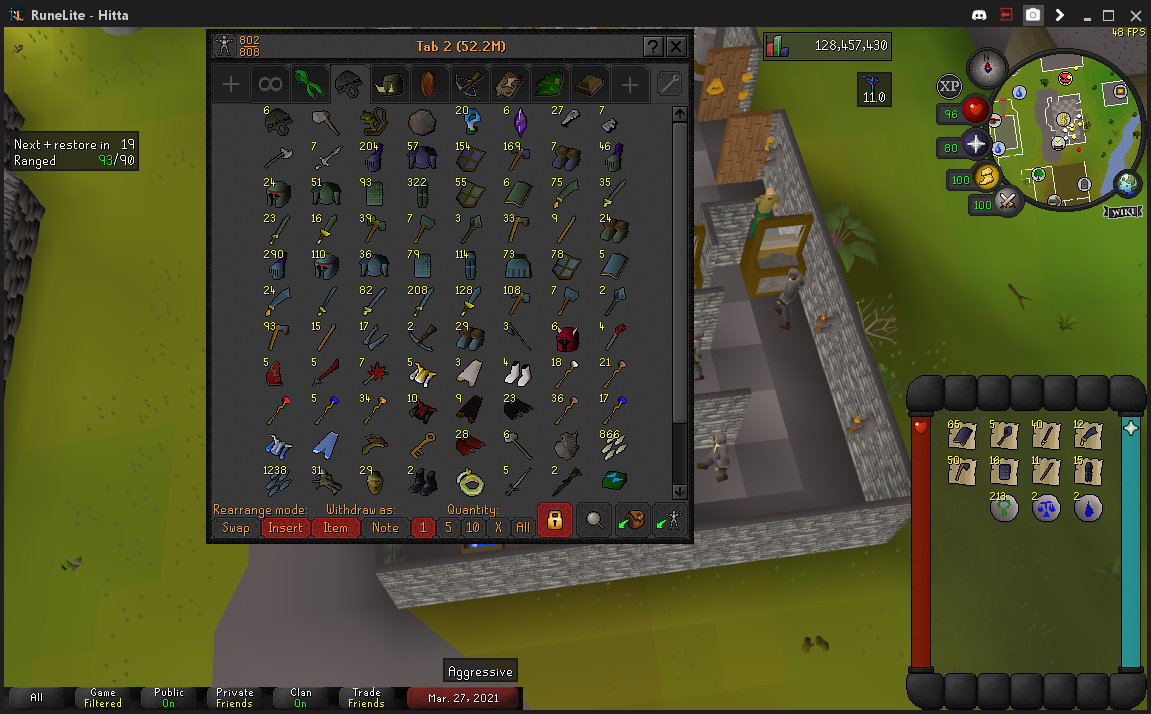 RuneLite - Hitta
48 FPS
802
808
Tab 2 (52.2M)
?
128,457,430
11.0
XP
96
80
100
100
WIKI
Next + restore in 19
Ranged 93/90
6 20 6 27 7
7 204 57 154 169 7 46
24 51 93 322 55 6 75 35
23 16 39 7 3 33 9 24
290 110 36 79 114 73 78 5
24 82 208 128 108 7 2
93 15 17 2 29 6 4
5 5 7 5 3 4 18 21
5 34 10 9 23 36 17
28 866
1238 31 29 2 5 2
Rearrange mode: Withdraw as: Quantity:
Swap Insert Item Note 1 5 10 X All
65 5 40 12
50 16 11 15
213 2 2
Aggressive
All
Game
Filtered
Public
On
Private
Friends
Clan
On
Trade
Friends
Mar. 27, 2021